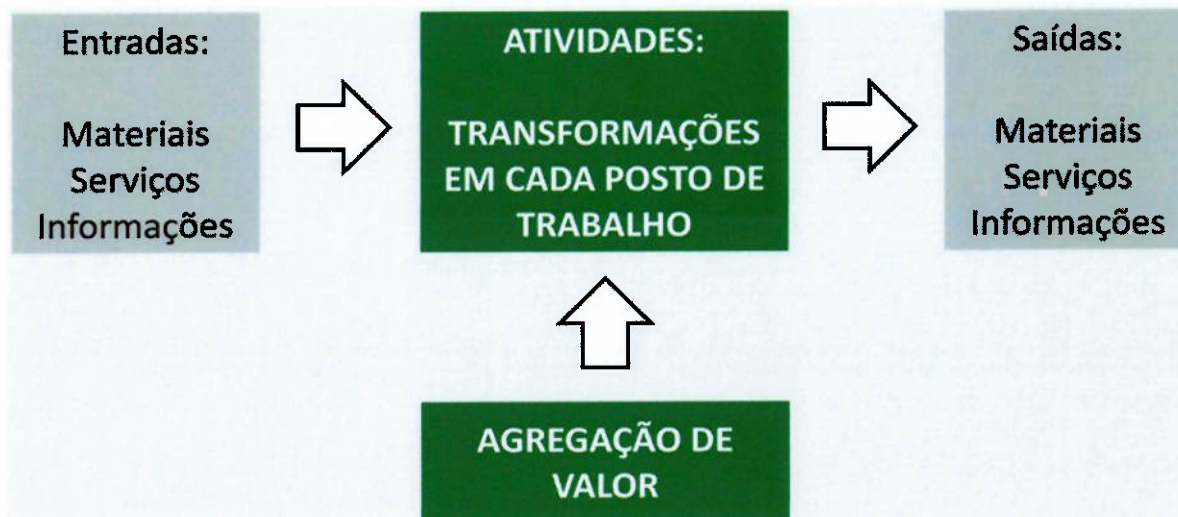 Entradas:
Materiais
Serviços
Informações
ATIVIDADES:
TRANSFORMAÇÕES
EM CADA POSTO DE
TRABALHO
Saídas:
Materiais
Serviços
Informações
AGREGAÇÃO DE
VALOR